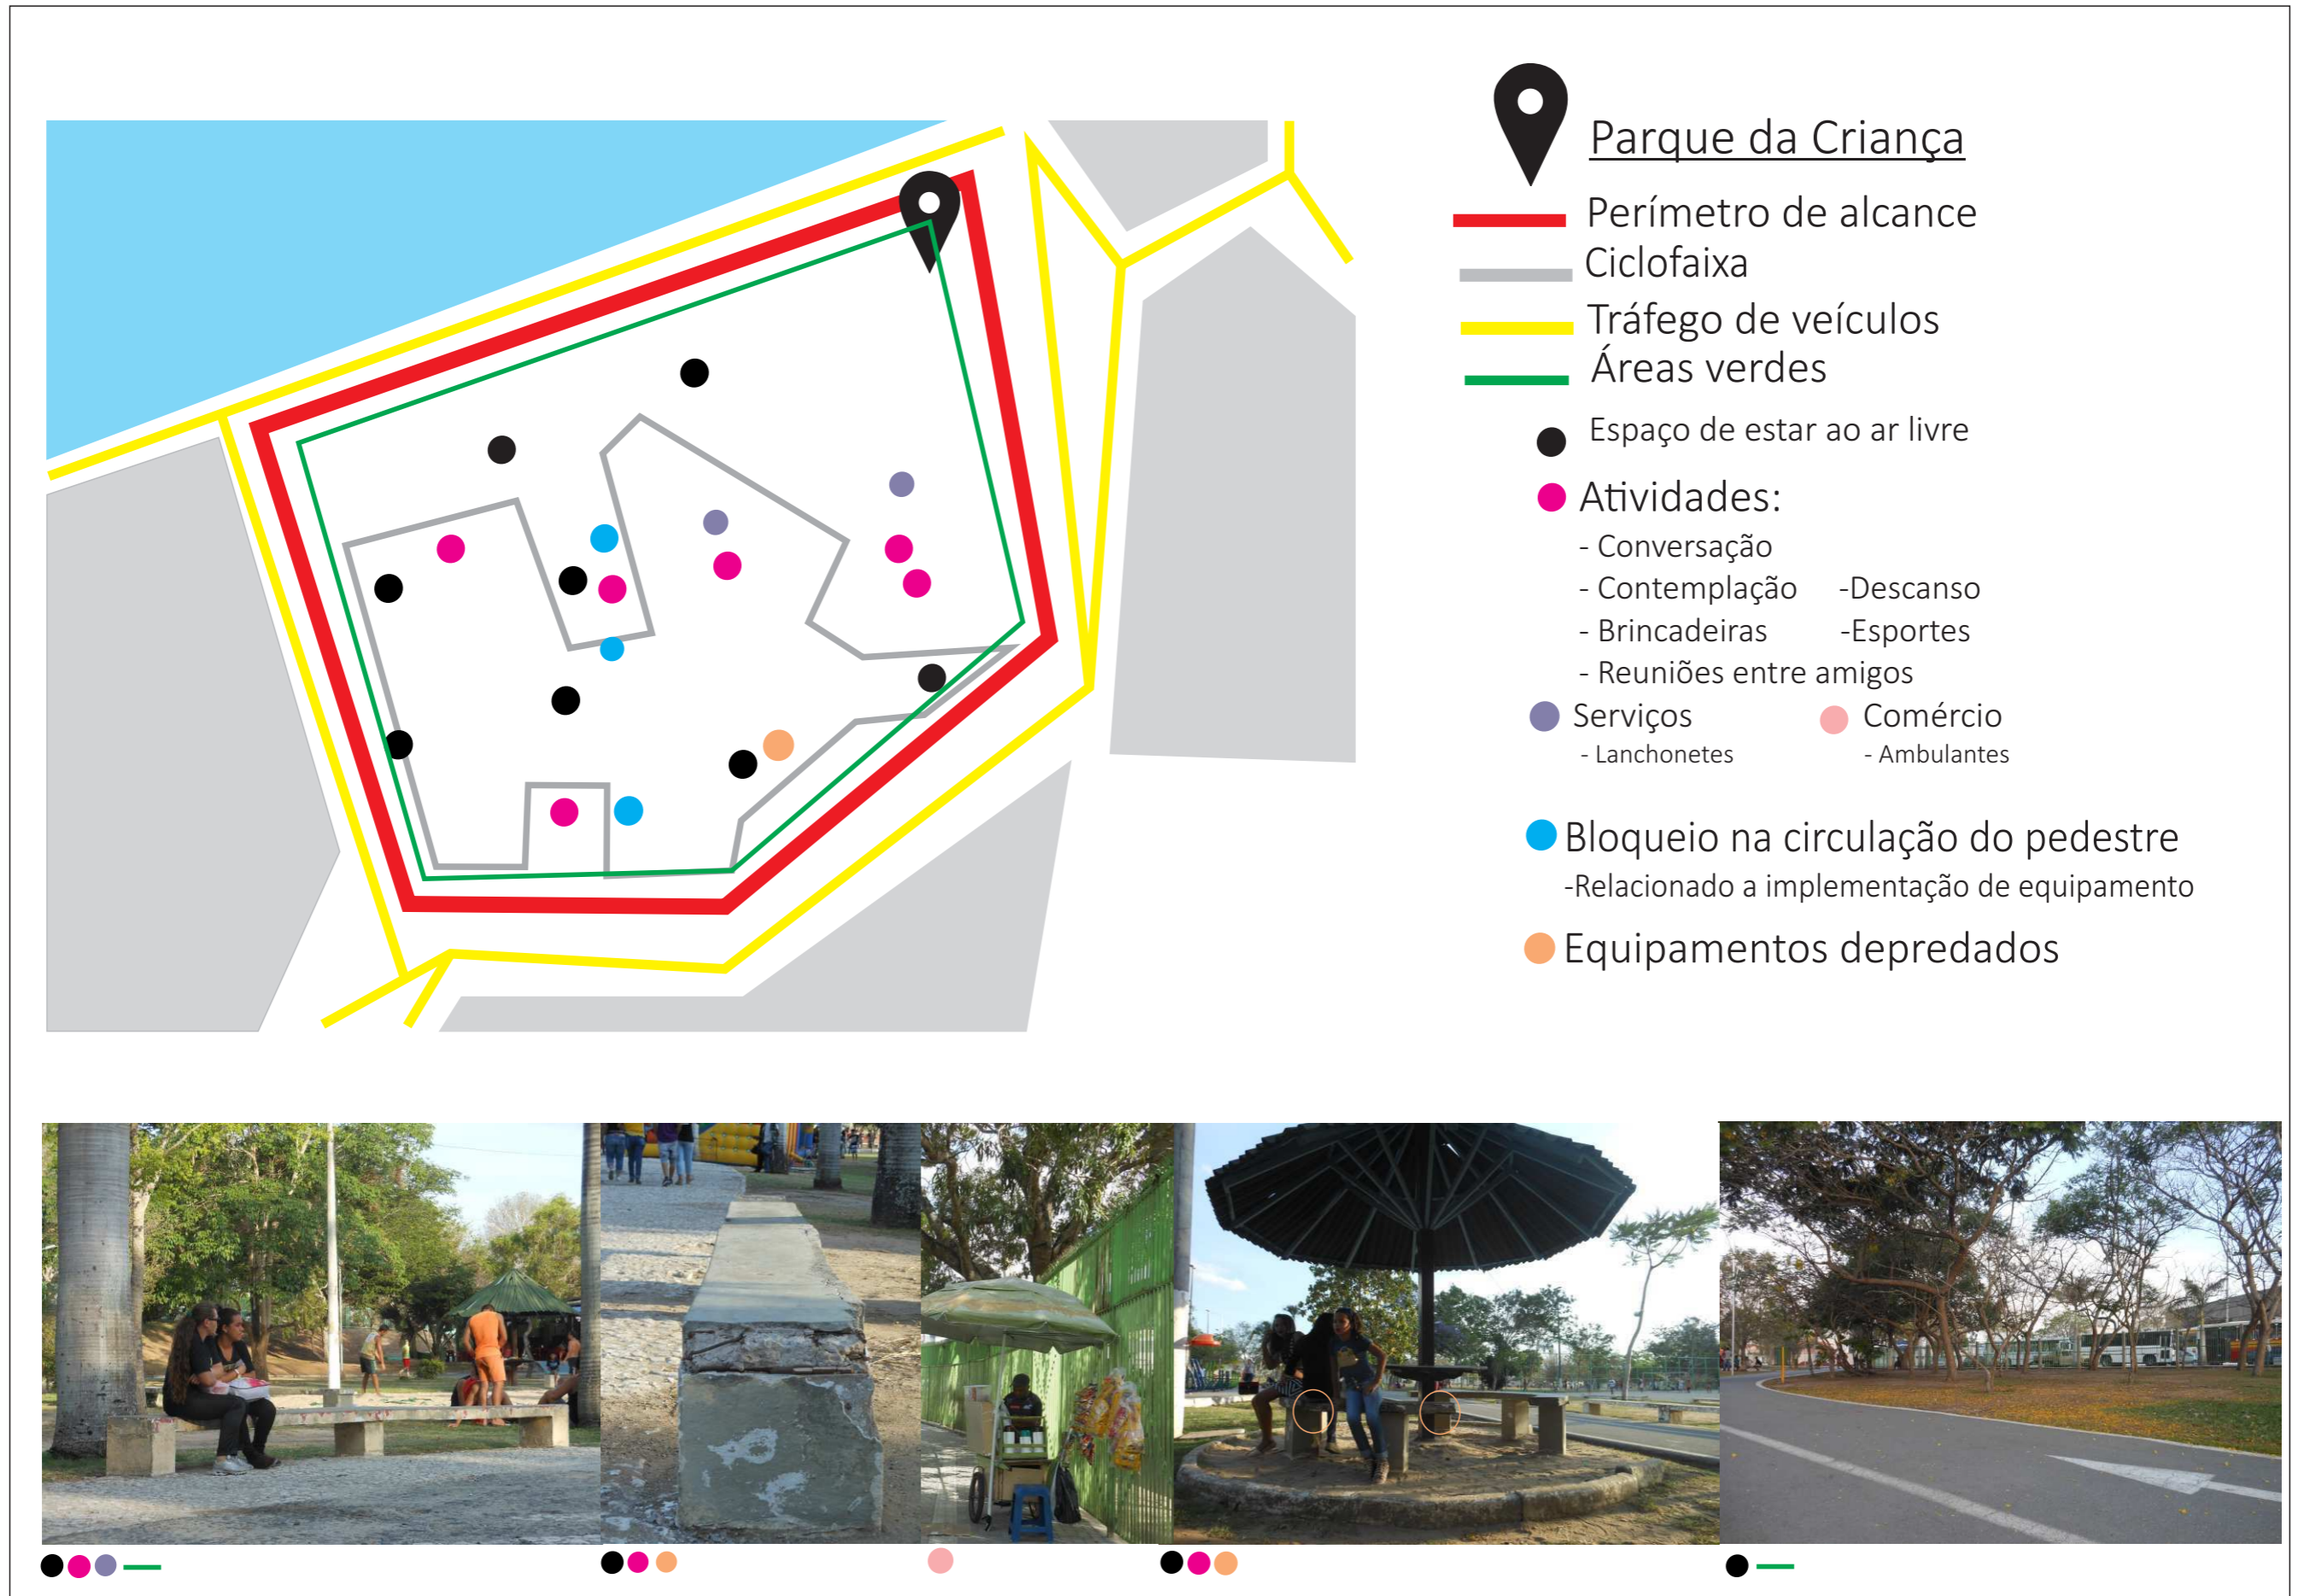 Parque da Criança
Perímetro de alcance
Ciclofaixa
Tráfego de veículos
Áreas verdes
Espaço de estar ao ar livre
Atividades:
- Conversação
- Contemplação -Descanso
- Brincadeiras -Esportes
- Reuniões entre amigos
Serviços Comércio
- Lanchonetes - Ambulantes
Bloqueio na circulação do pedestre
-Relacionado a implementação de equipamento
Equipamentos depredados